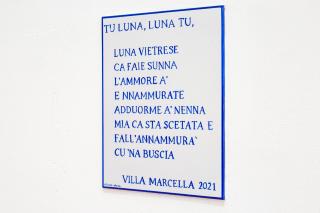 TU LUNA, LUNA TU,
LUNA VIETRESE
CA FAIE SUNNA
L'AMMORE A'
E NNAMMURATE
ADDUORME A' NENNA
MIA CA STA SCETATA E
FALL'ANNAMMURA'
CU 'NA BUSCIA
VILLA MARCELLA 2021